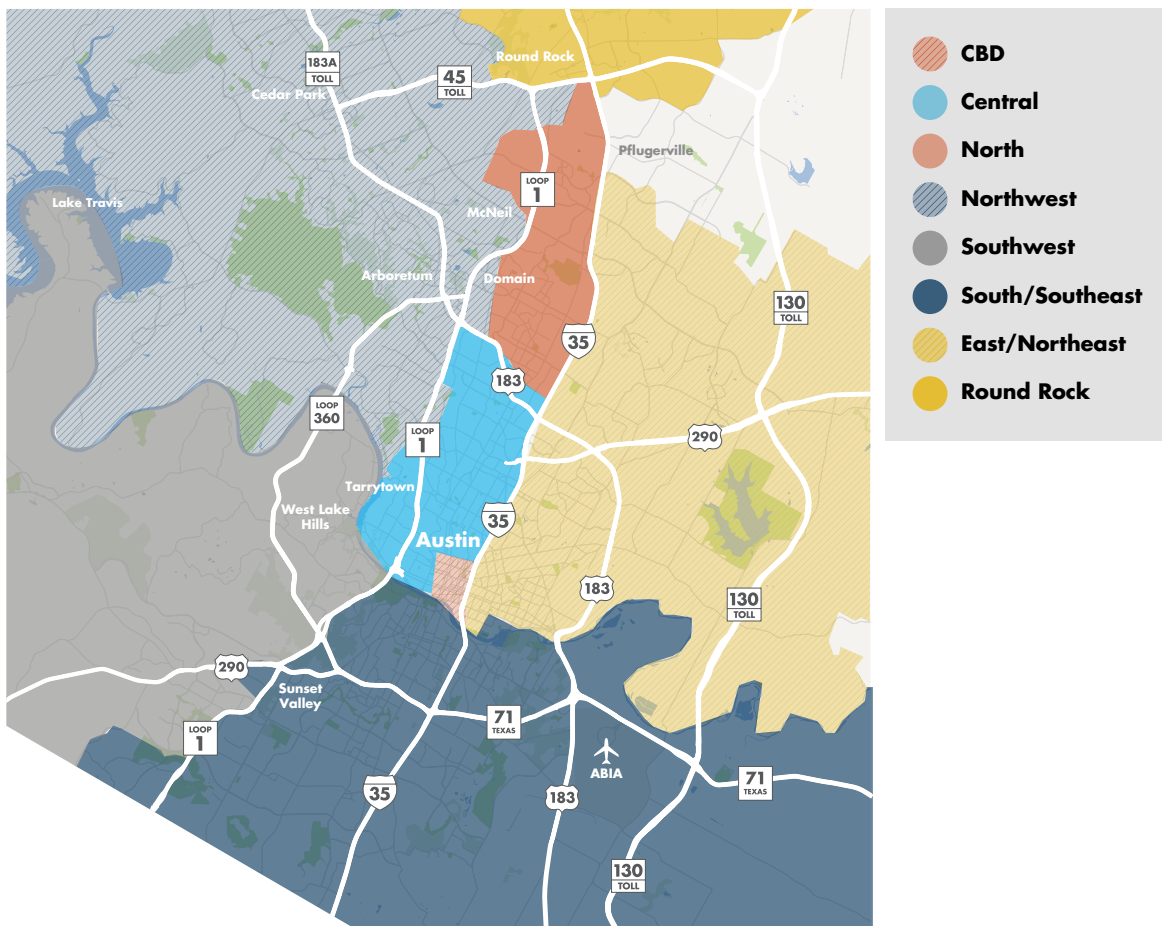 Round Rock
183A
TOLL
45
TOLL
Cedar Park
Pflugerville
LOOP
1
Lake Travis
McNeil
Arboretum
Domain
130
TOLL
35
183
LOOP
360
LOOP
1
290
Tarrytown
West Lake
Hills
35
Austin
183
130
TOLL
290
Sunset
Valley
71
TEXAS
LOOP
1
ABIA
71
TEXAS
35
183
130
TOLL
CBD
Central
North
Northwest
Southwest
South/Southeast
East/Northeast
Round Rock